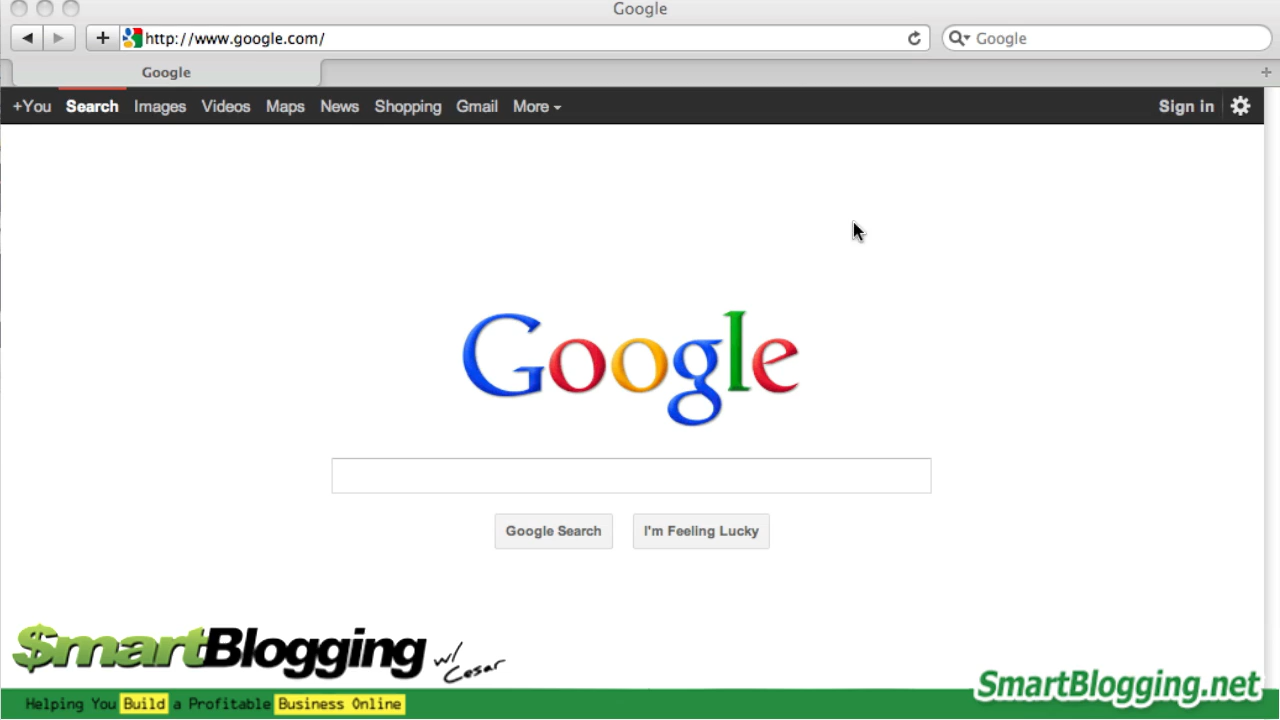 Google
http://www.google.com/
Google
Google
+You Search Images Videos Maps News Shopping Gmail More Sign in
Google
Google Search I'm Feeling Lucky
$martBlogging w/ Cesar
SmartBlogging.net
Helping You Build a Profitable Business Online